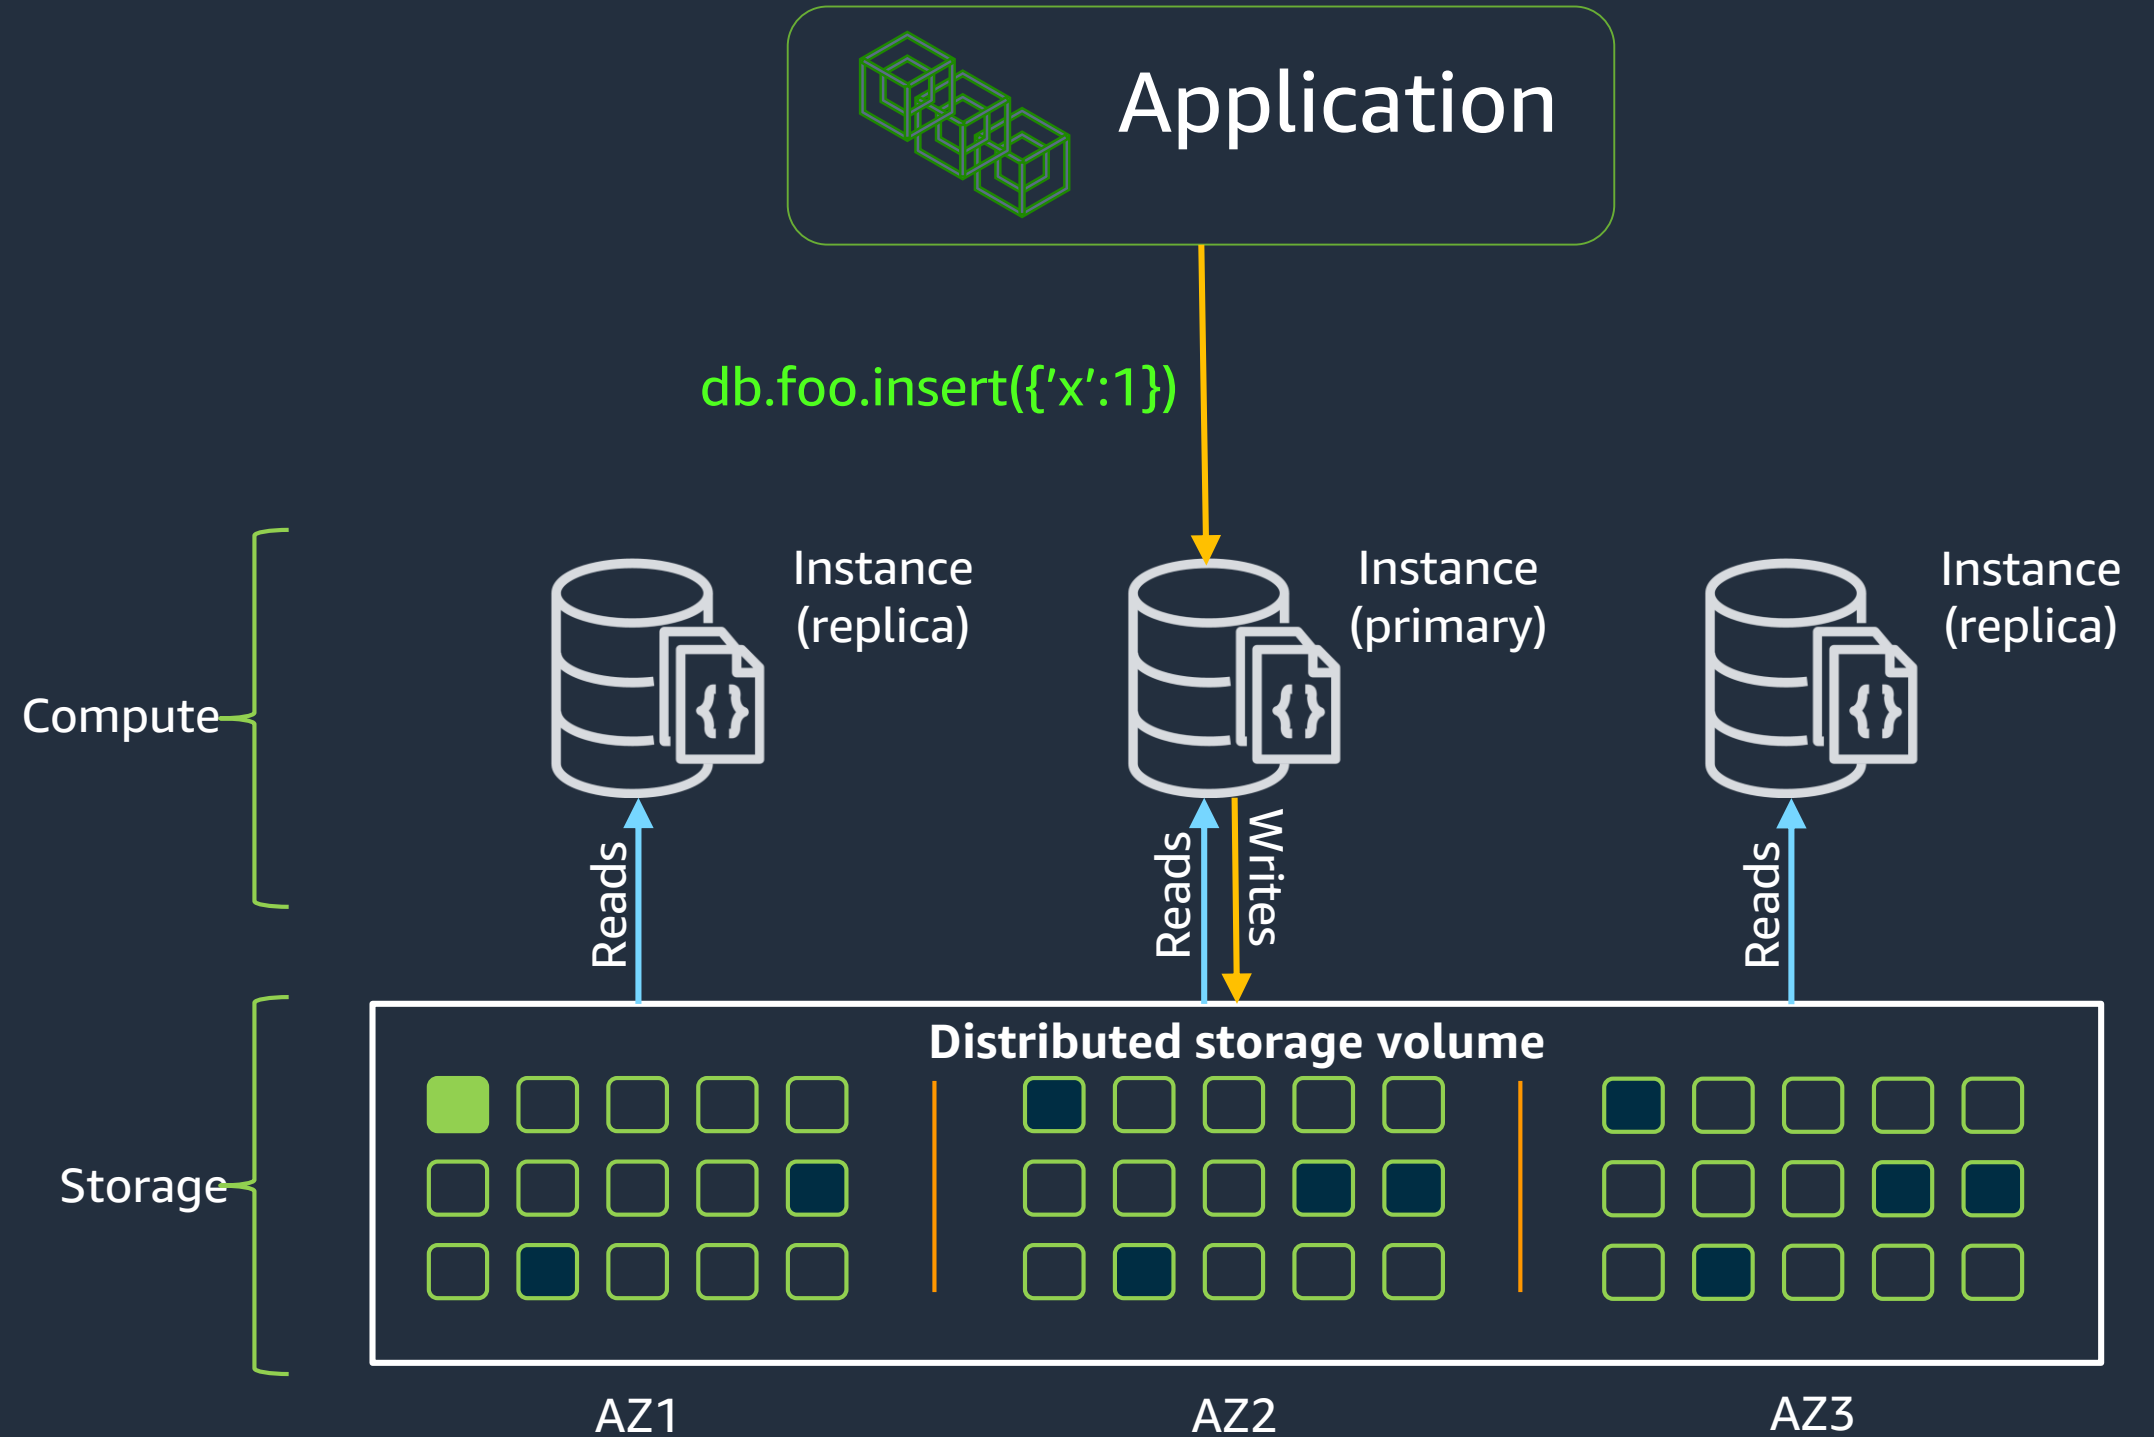 Application
db.foo.insert({’x’:1})
Instance
(replica)
Instance
(primary)
Instance
(replica)
Compute
Reads
Reads
Writes
Reads
Distributed storage volume
Storage
AZ1
AZ2
AZ3